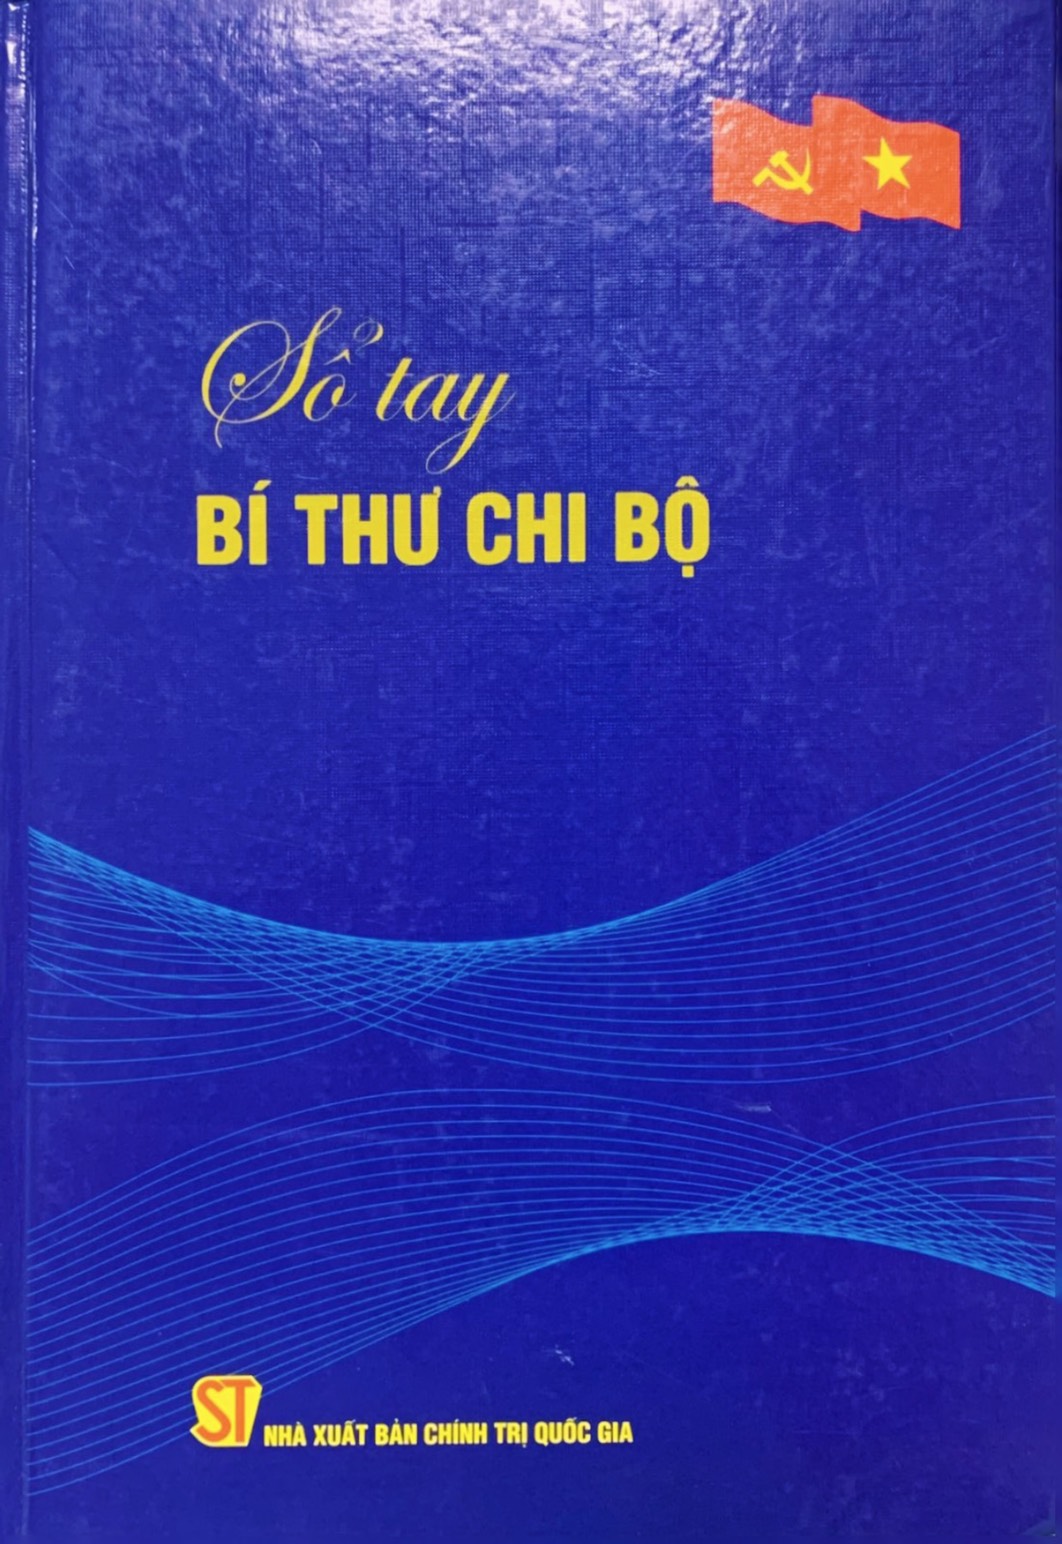 Sổ tay
BÍ THƯ CHI BỘ
ST NHÀ XUẤT BẢN CHÍNH TRỊ QUỐC GIA